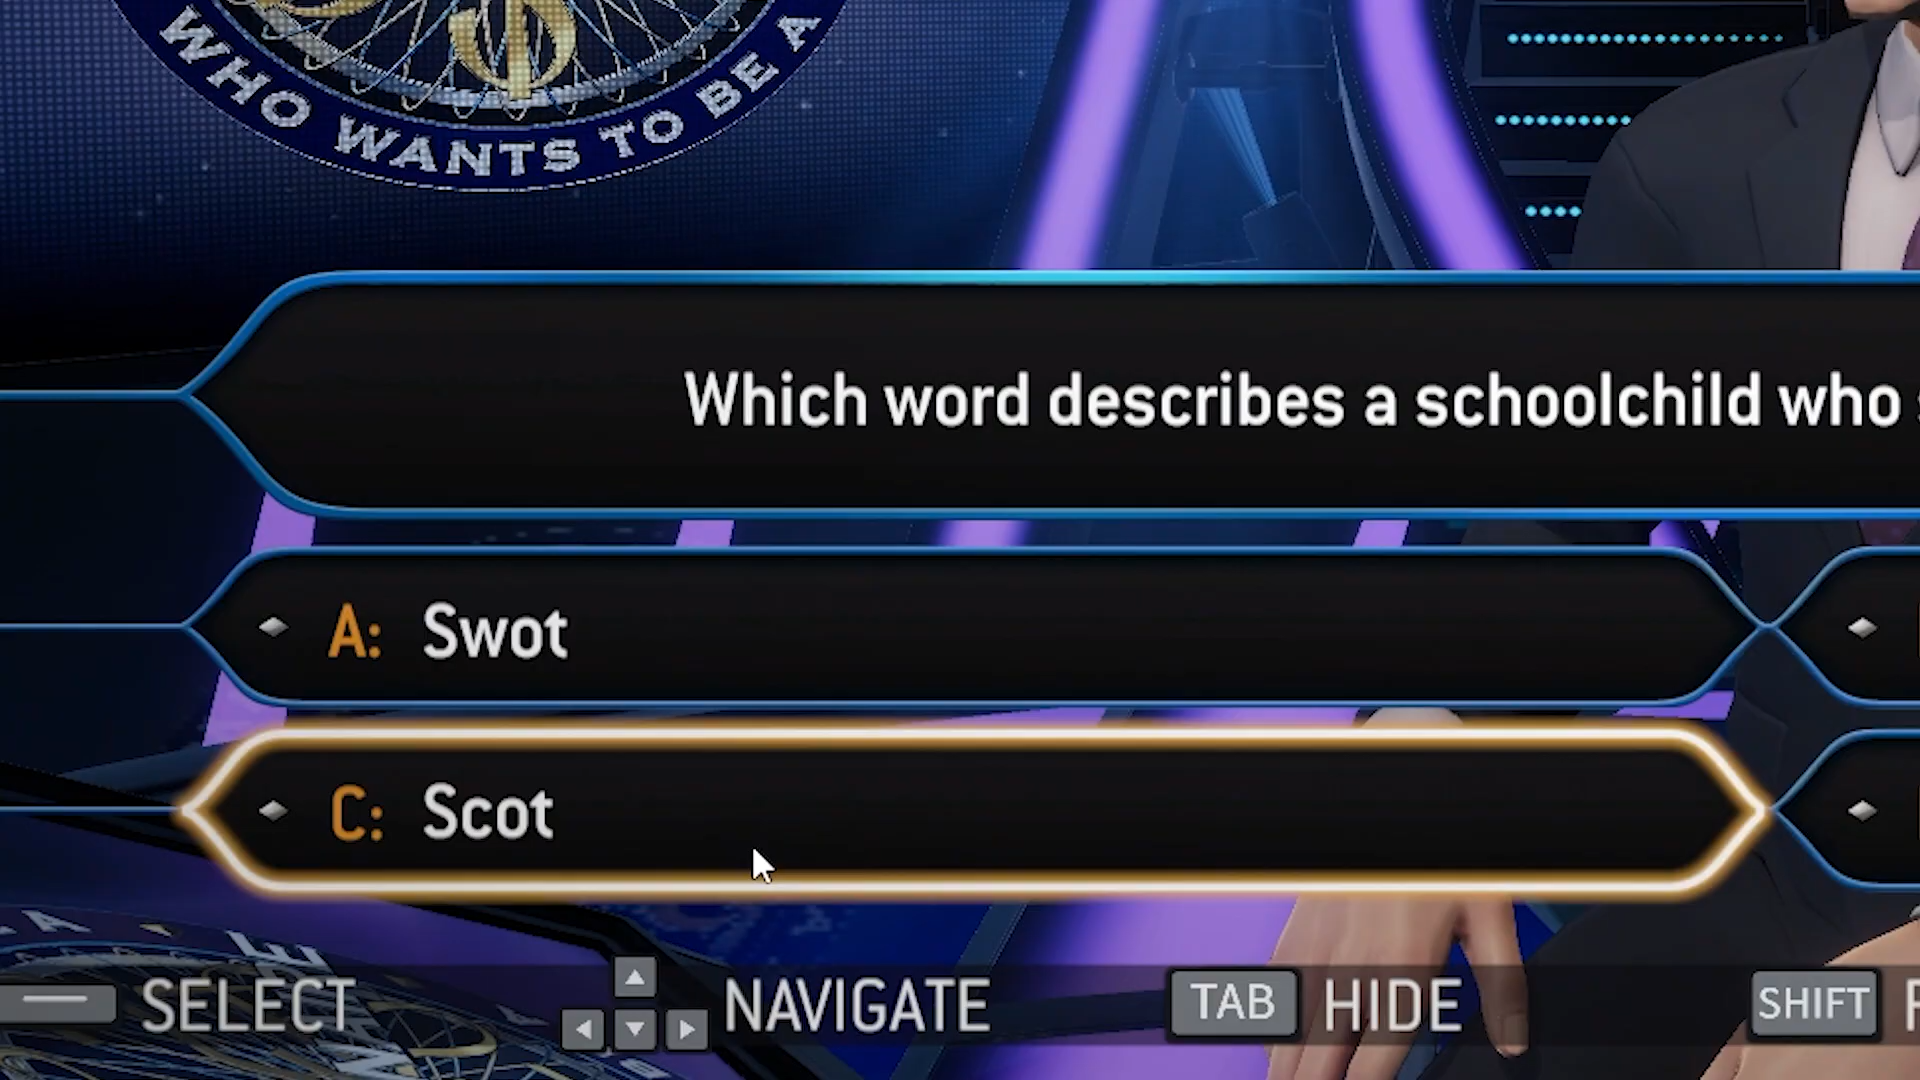 WHO WANTS TO BE A
Which word describes a schoolchild who
A: Swot
C: Scot
SELECT
NAVIGATE
TAB HIDE
SHIFT